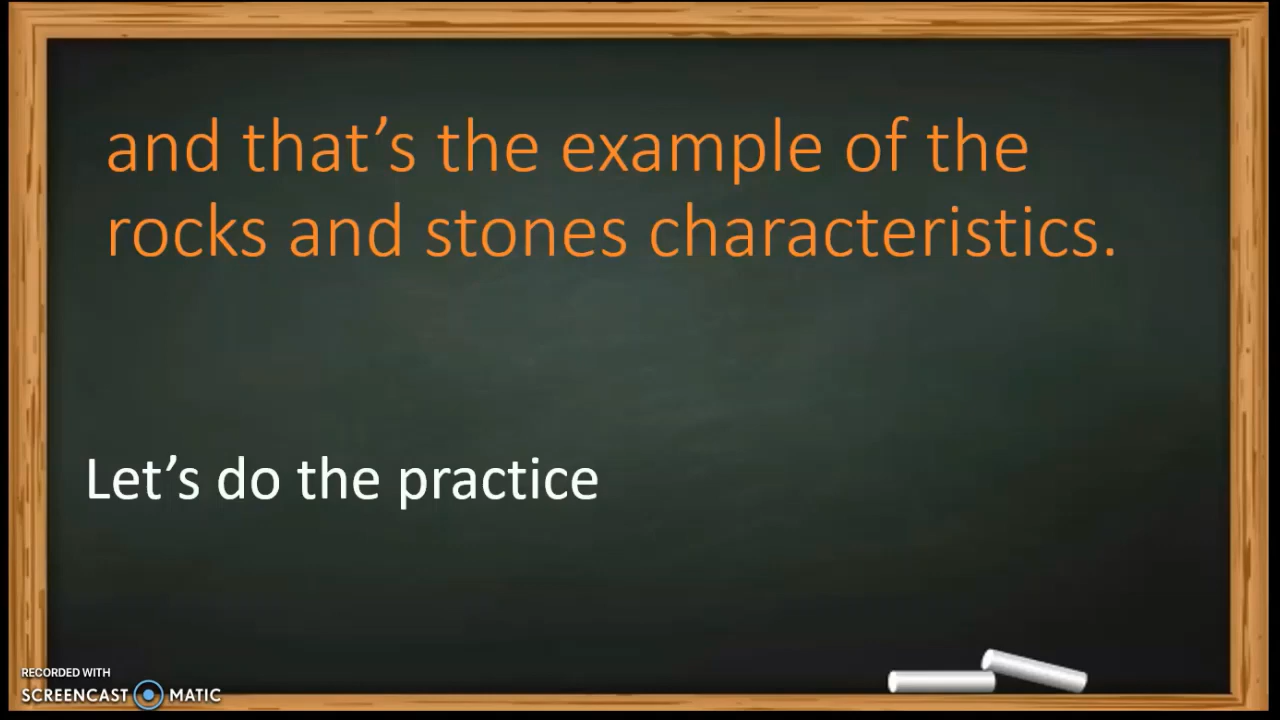 and that’s the example of the
rocks and stones characteristics.
Let’s do the practice
RECORDED WITH
SCREENCAST MATIC